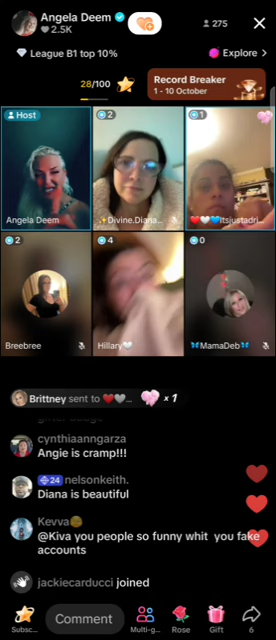 Angela Deem
2.5K
275
League B1 top 10%
Explore >
28/100
Record Breaker
1 - 10 October
Host
2
1
Angela Deem
✨Divine.Diana...
❤️🤍💙Itsjustadri...
2
4
0
Breebree
Hillary🤍...
🦋MamaDeb🦋
Brittney sent to ❤️🩶... x 1
cynthiaanngarza
Angie is cramp!!!
24 nelsonkeith.
Diana is beautiful
Kevva
@Kiva you people so funny whit you fake
accounts
jackiecarducci joined
Subsc...
Comment
Multi-g...
Rose
Gift
6